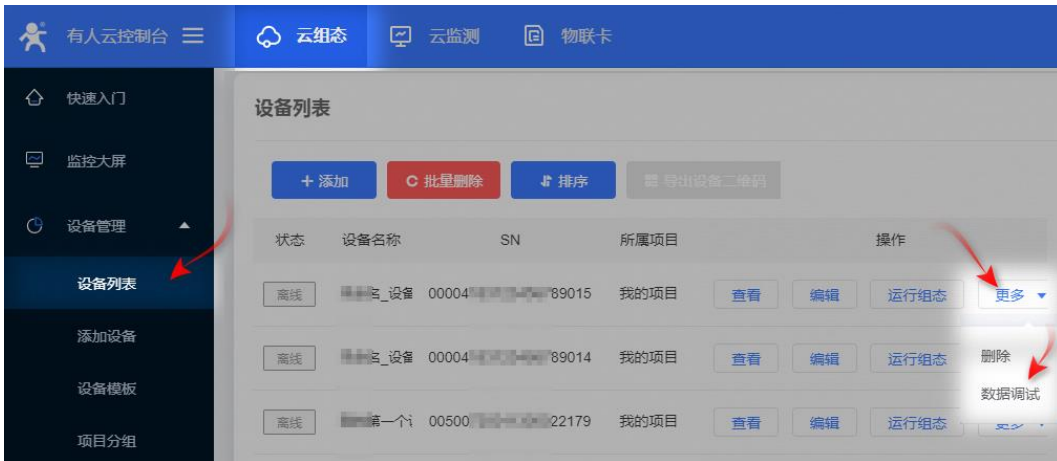 有人云控制台 云组态 云监测 物联卡
快速入门
监控大屏
设备管理
设备列表
添加设备
设备模板
项目分组
设备列表
+ 添加 C 批量删除 排序 导出设备二维码
状态 设备名称 SN 所属项目 操作
离线 名_设备 00004 89015 我的项目 查看 编辑 运行组态 更多
离线 名_设备 00004 89014 我的项目 查看 编辑 运行组态
删除
数据调试
离线 第一个 00500 22179 我的项目 查看 编辑 运行组态 更多